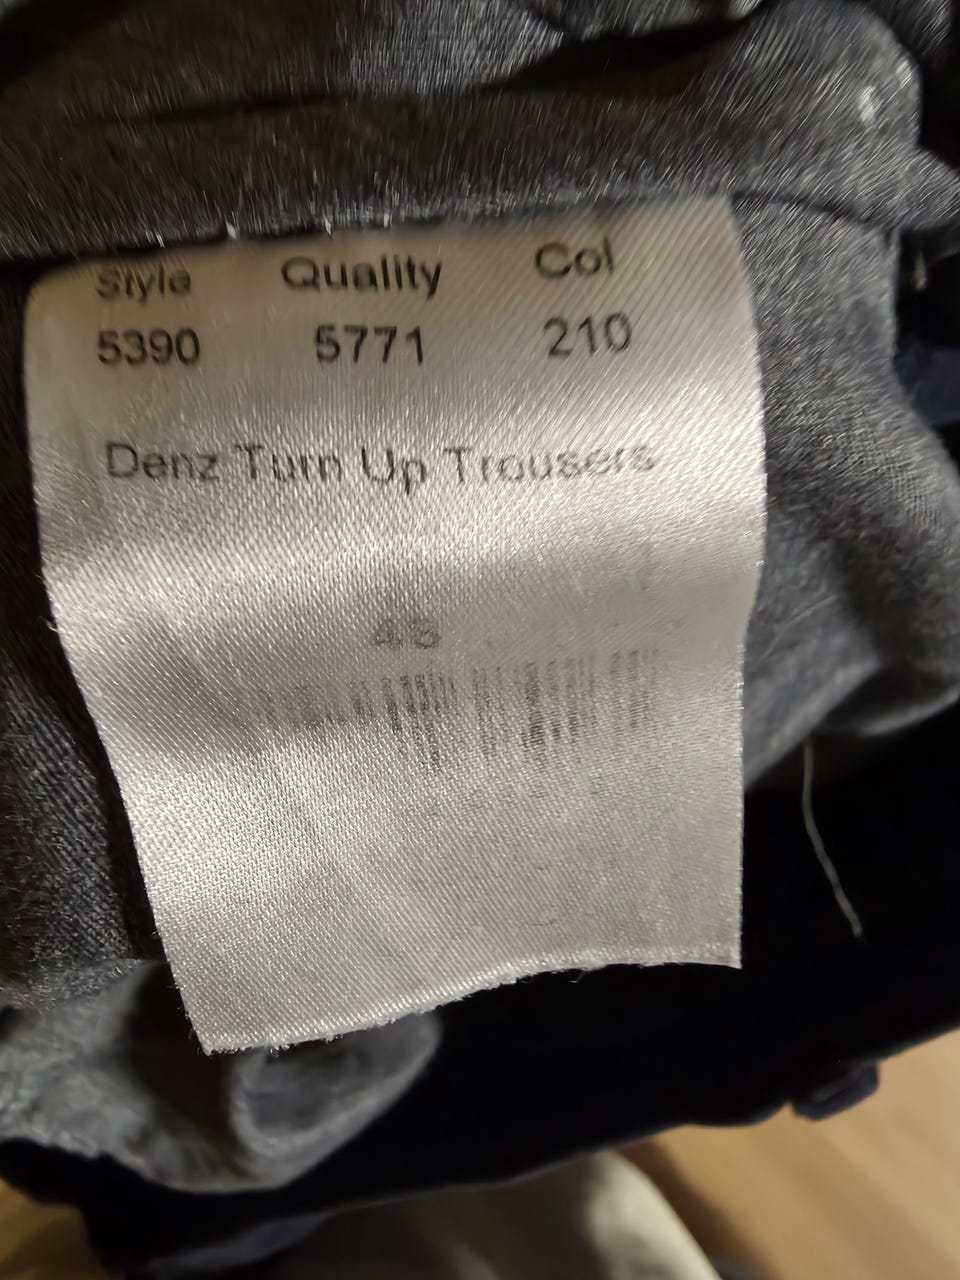 Style Quality Col
5390 5771 210
Denz Turn Up Trousers